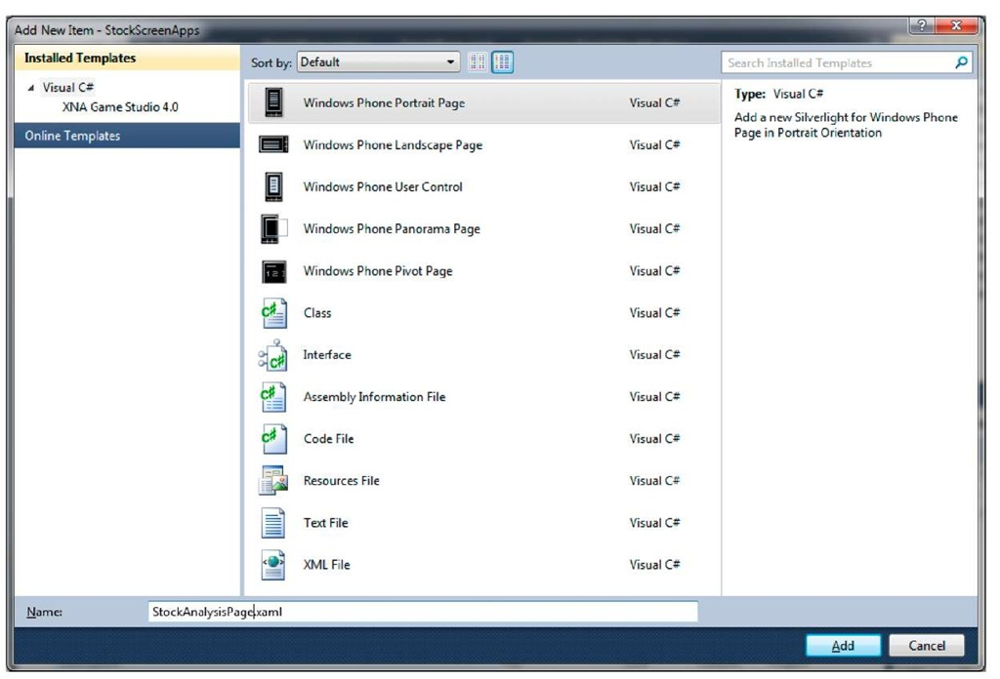 Add New Item - StockScreenApps
Installed Templates
Visual C#
XNA Game Studio 4.0
Online Templates
Sort by: Default
Search Installed Templates
Windows Phone Portrait Page Visual C#
Windows Phone Landscape Page Visual C#
Windows Phone User Control Visual C#
Windows Phone Panorama Page Visual C#
Windows Phone Pivot Page Visual C#
Class Visual C#
Interface Visual C#
Assembly Information File Visual C#
Code File Visual C#
Resources File Visual C#
Text File Visual C#
XML File Visual C#
Type: Visual C#
Add a new Silverlight for Windows Phone
Page in Portrait Orientation
Name: StockAnalysisPage.xaml
Add Cancel